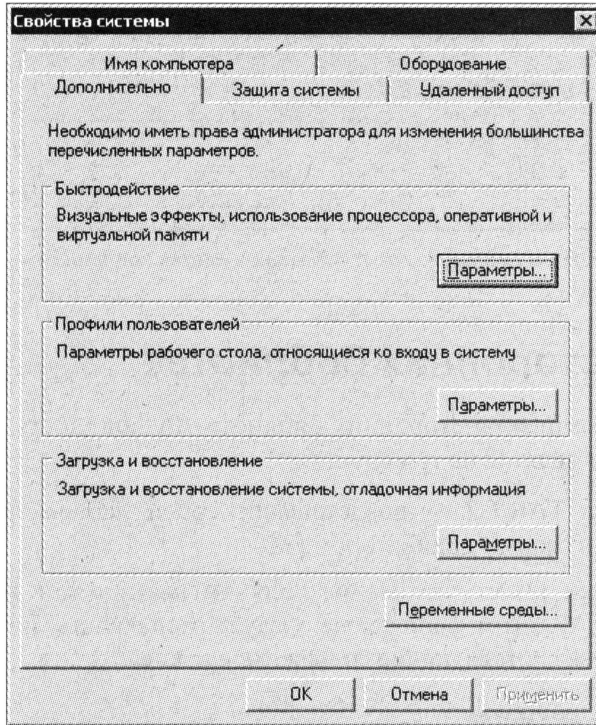 Свойства системы
Имя компьютера
Оборудование
Дополнительно
Защита системы
Удаленный доступ
Необходимо иметь права администратора для изменения большинства
перечисленных параметров.
Быстродействие
Визуальные эффекты, использование процессора, оперативной и
виртуальной памяти
Параметры...
Профили пользователей
Параметры рабочего стола, относящиеся ко входу в систему
Параметры...
Загрузка и восстановление
Загрузка и восстановление системы, отладочная информация
Параметры...
Переменные среды...
OK
Отмена
Применить